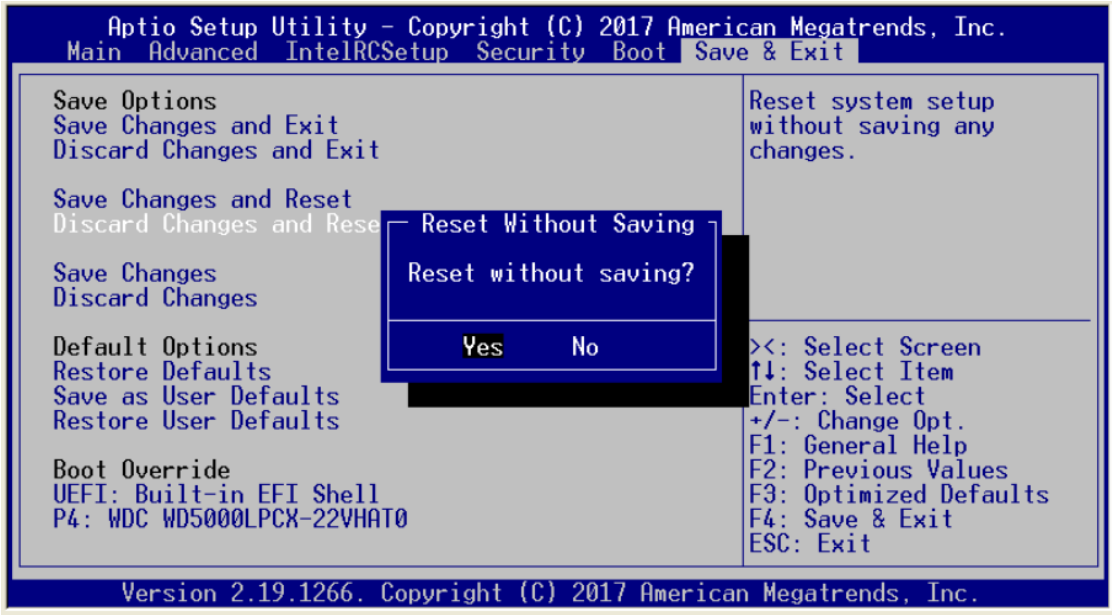 Aptio Setup Utility – Copyright (C) 2017 American Megatrends, Inc.
Main Advanced IntelRCSetup Security Boot Save & Exit
Save Options
Save Changes and Exit
Discard Changes and Exit
Save Changes and Reset
Discard Changes and Rese
Save Changes
Discard Changes
Default Options
Restore Defaults
Save as User Defaults
Restore User Defaults
Boot Override
UEFI: Built-in EFI Shell
P4: WDC WD5000LPCX-22VHAT0
Reset Without Saving
Reset without saving?
Yes No
Reset system setup
without saving any
changes.
><: Select Screen
↑↓: Select Item
Enter: Select
+/-: Change Opt.
F1: General Help
F2: Previous Values
F3: Optimized Defaults
F4: Save & Exit
ESC: Exit
Version 2.19.1266. Copyright (C) 2017 American Megatrends, Inc.